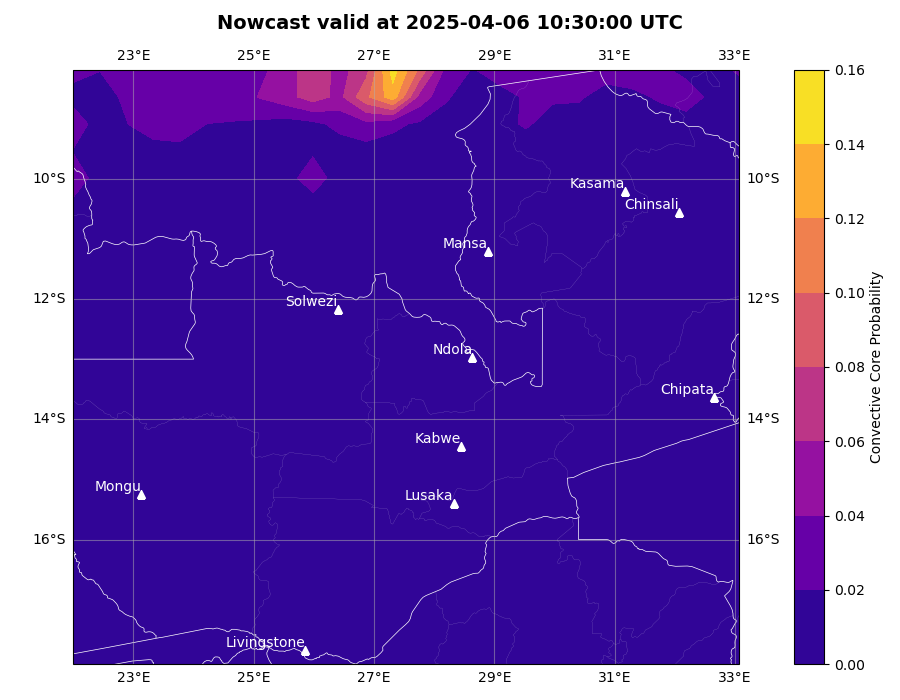 Nowcast valid at 2025-04-06 10:30:00 UTC
23°E 25°E 27°E 29°E 31°E 33°E
0.16
0.14
0.12
0.10
0.08
0.06
0.04
0.02
0.00
Convective Core Probability
10°S 10°S
12°S 12°S
14°S 14°S
16°S 16°S
Kasama
Chinsali
Mansa
Solwezi
Ndola
Chipata
Kabwe
Mongu
Lusaka
Livingstone
23°E 25°E 27°E 29°E 31°E 33°E